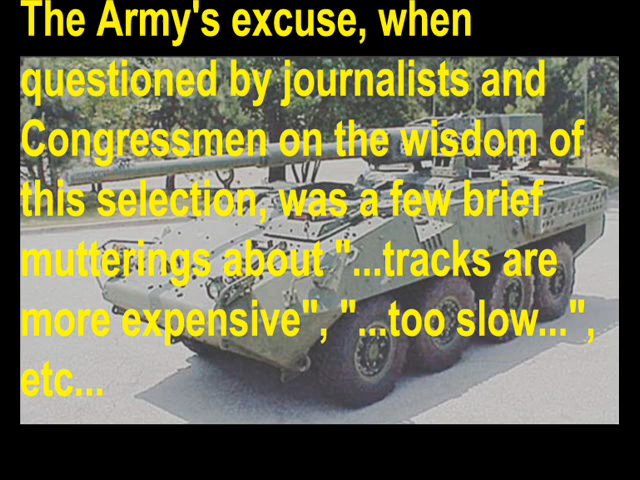 The Army's excuse, when
questioned by journalists and
Congressmen on the wisdom of
this selection, was a few brief
mutterings about "...tracks are
more expensive", "...too slow...",
etc...